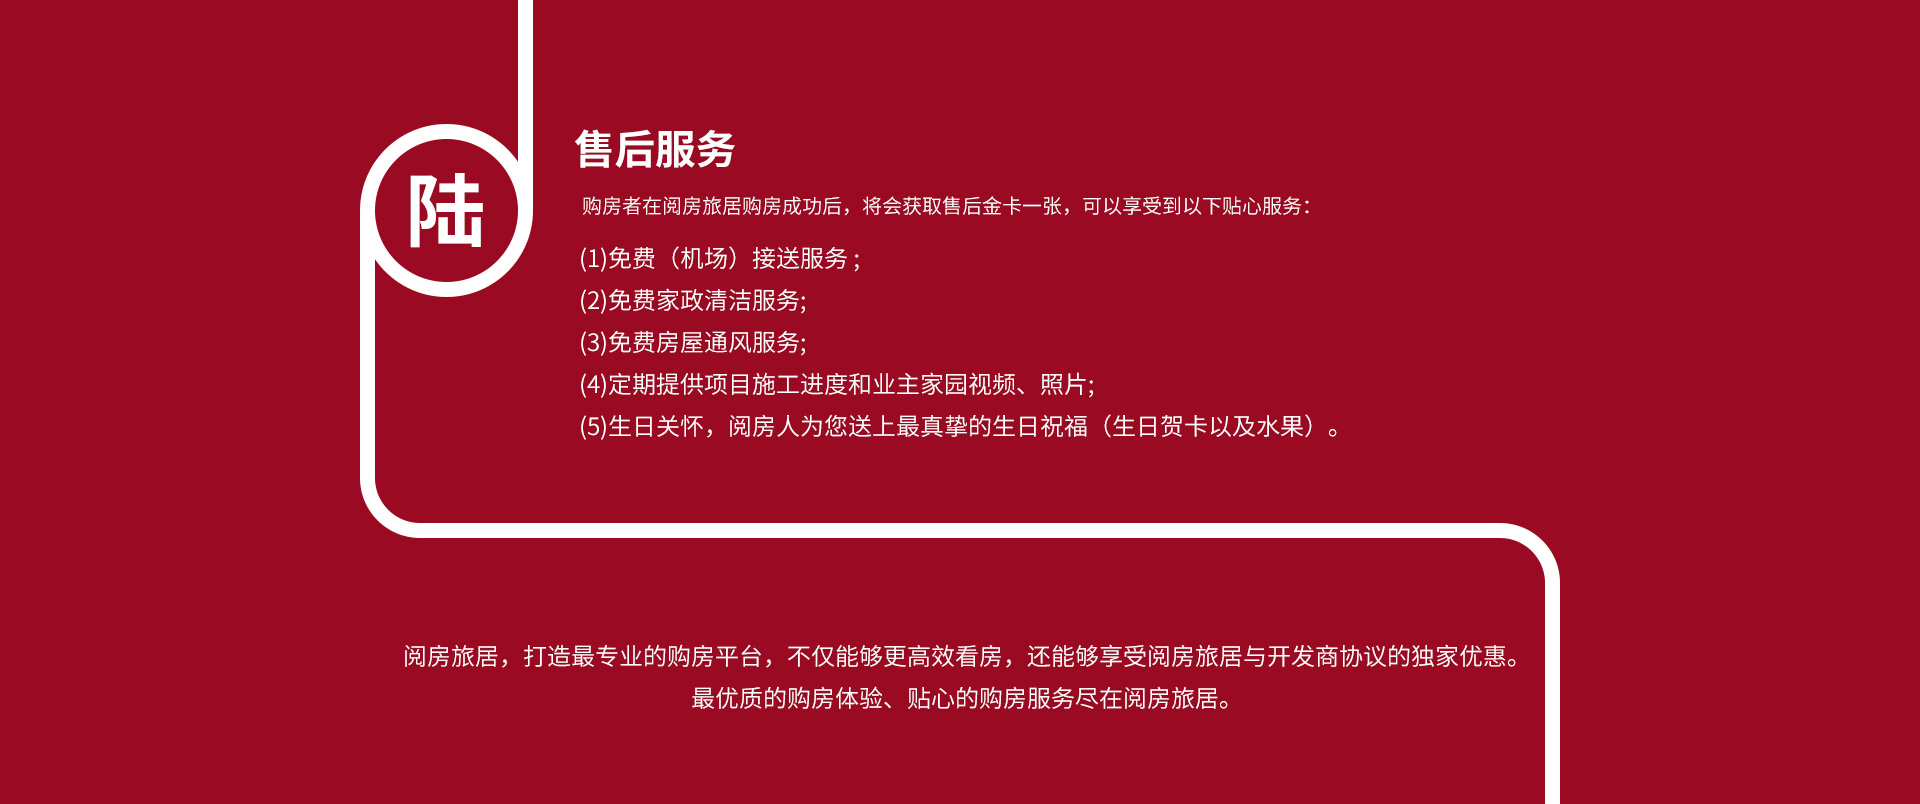 陆
售后服务
购房者在阅房旅居购房成功后，将会获取售后金卡一张，可以享受到以下贴心服务：
(1)免费（机场）接送服务 ;
(2)免费家政清洁服务;
(3)免费房屋通风服务;
(4)定期提供项目施工进度和业主家园视频、照片;
(5)生日关怀，阅房人为您送上最真挚的生日祝福（生日贺卡以及水果）。
阅房旅居，打造最专业的购房平台，不仅能够更高效看房，还能够享受阅房旅居与开发商协议的独家优惠。
最优质的购房体验、贴心的购房服务尽在阅房旅居。